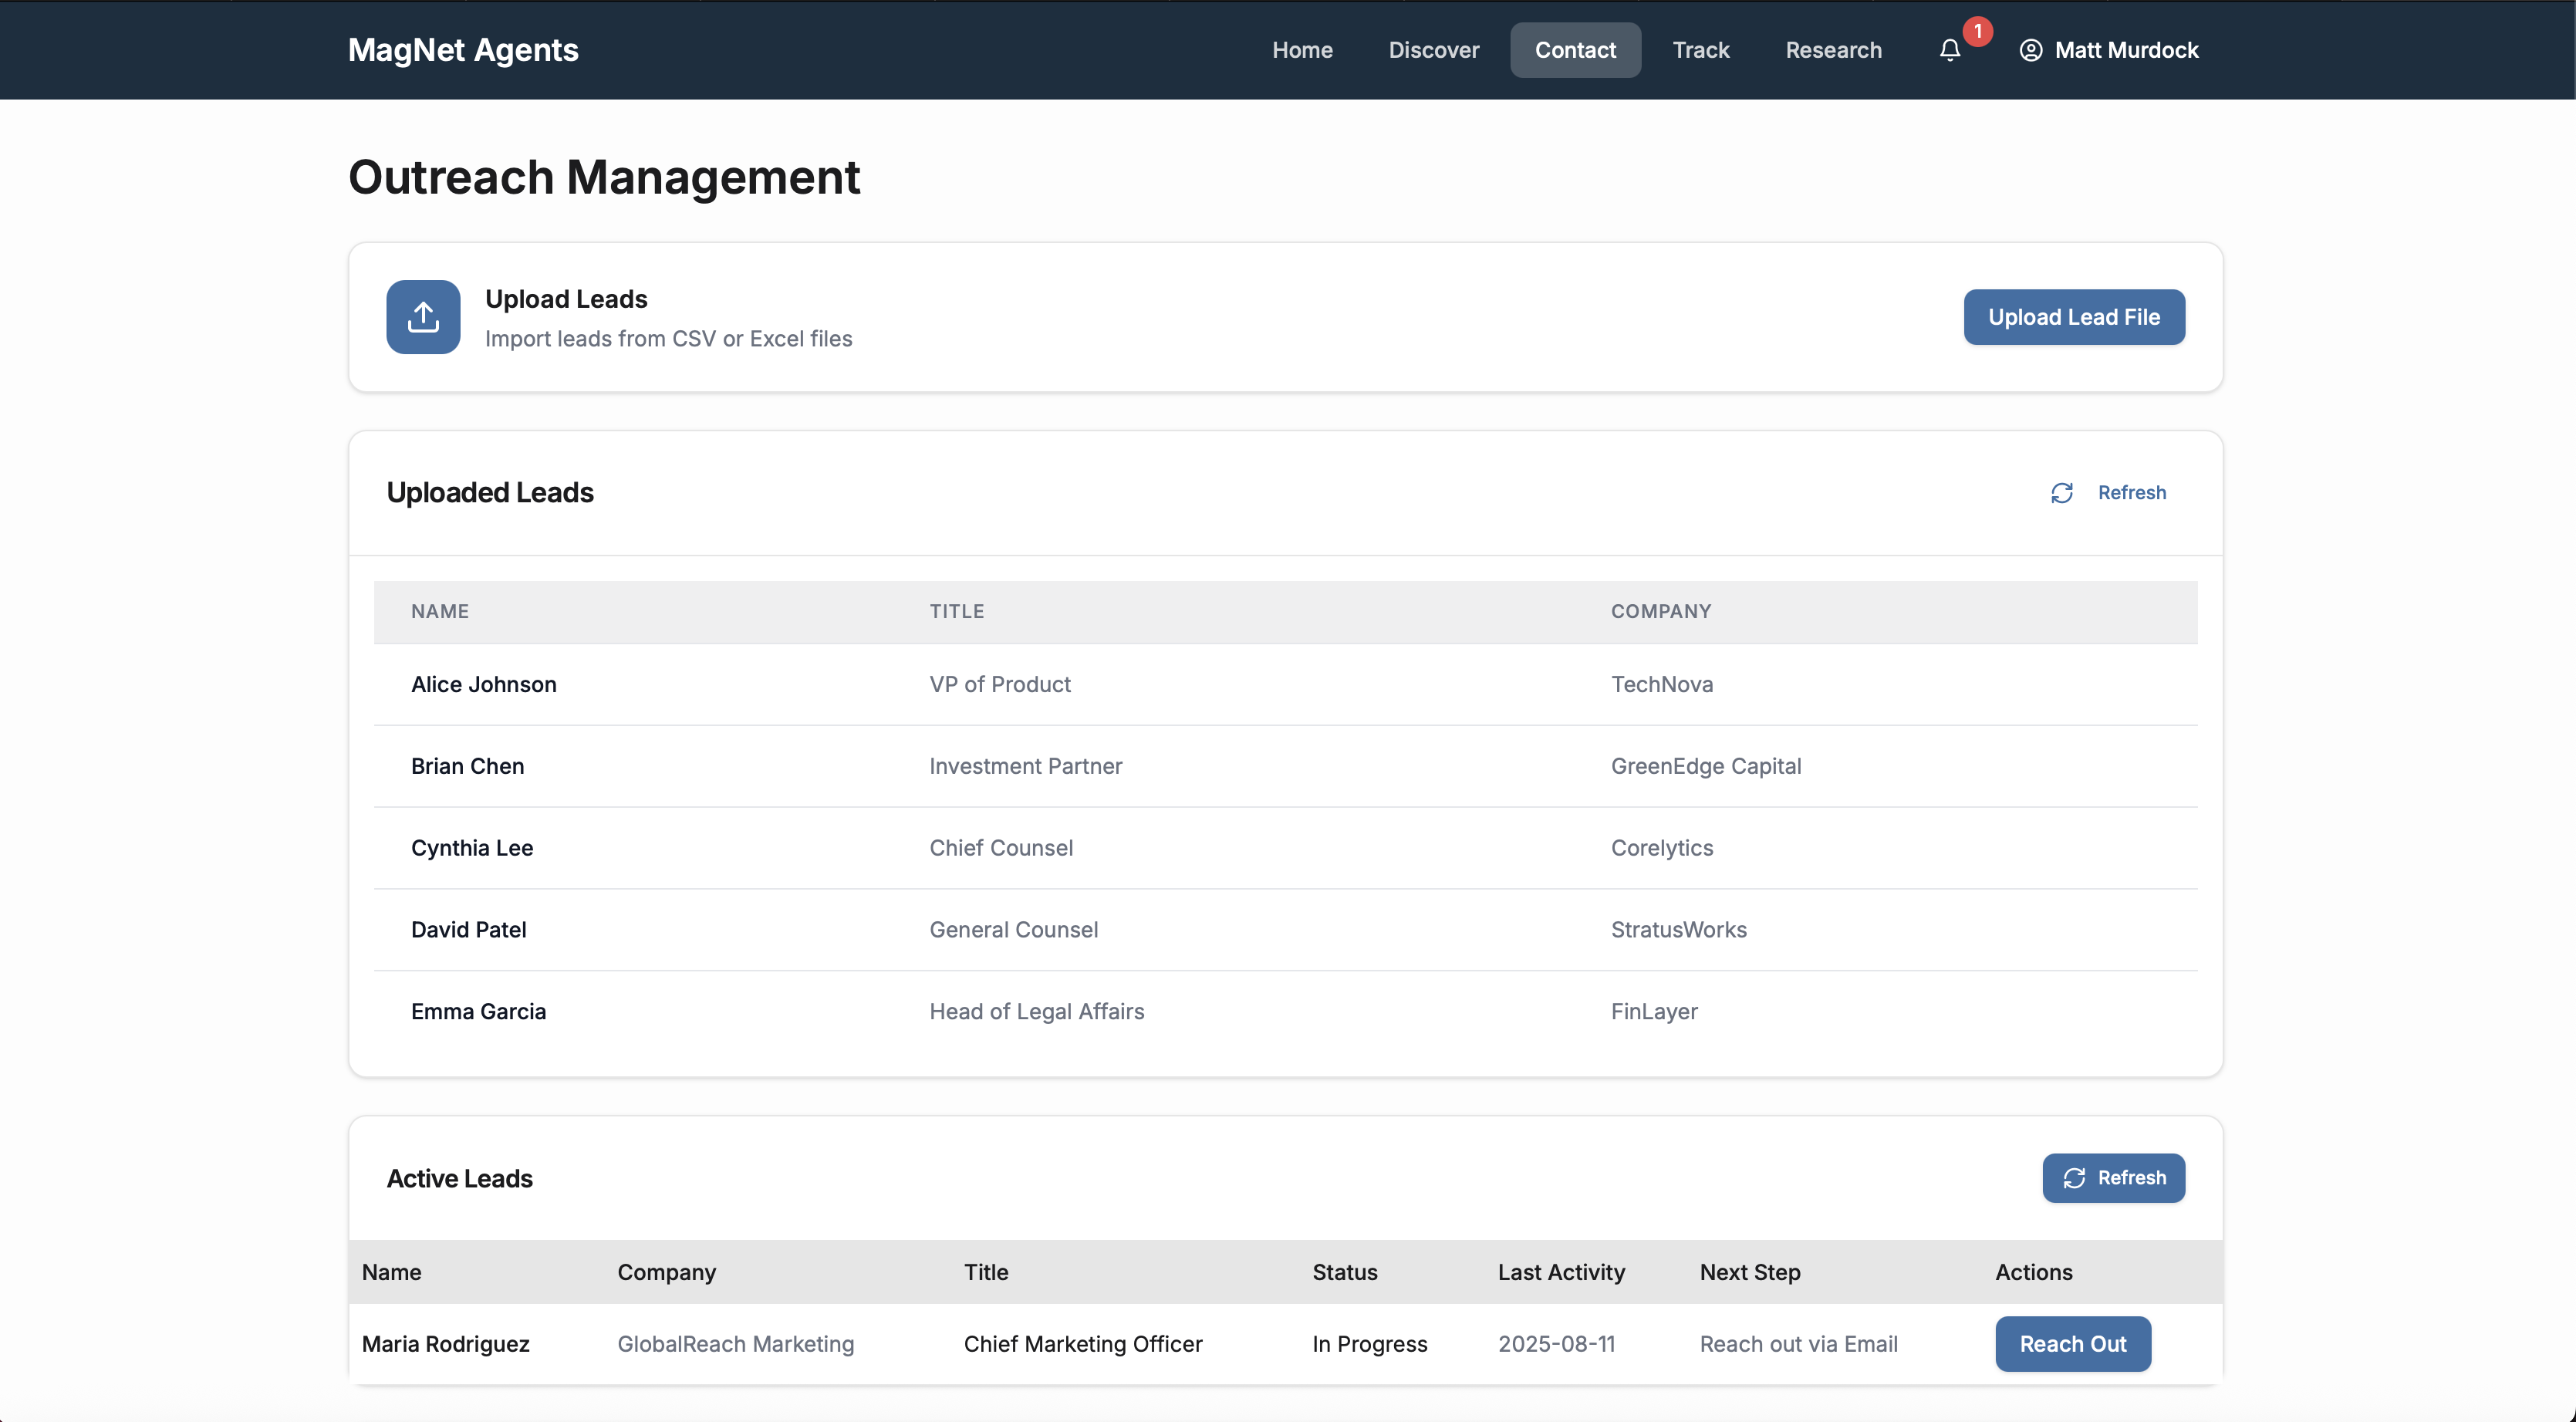 MagNet Agents Home Discover Contact Track Research 1 Matt Murdock
Outreach Management
Upload Leads
Import leads from CSV or Excel files
Upload Lead File
Uploaded Leads Refresh
NAME TITLE COMPANY
Alice Johnson VP of Product TechNova
Brian Chen Investment Partner GreenEdge Capital
Cynthia Lee Chief Counsel Corelytics
David Patel General Counsel StratusWorks
Emma Garcia Head of Legal Affairs FinLayer
Active Leads Refresh
Name Company Title Status Last Activity Next Step Actions
Maria Rodriguez GlobalReach Marketing Chief Marketing Officer In Progress 2025-08-11 Reach out via Email Reach Out